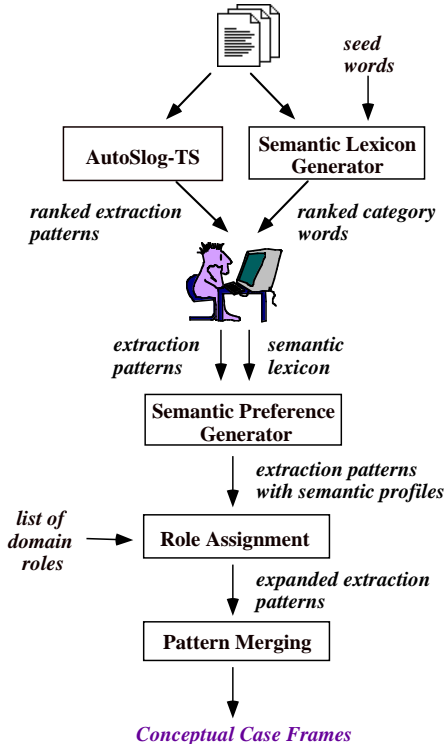 seed
words
AutoSlog-TS
Semantic Lexicon
Generator
ranked extraction
patterns
ranked category
words
extraction
patterns
semantic
lexicon
Semantic Preference
Generator
extraction patterns
with semantic profiles
list of
domain
roles
Role Assignment
expanded extraction
patterns
Pattern Merging
Conceptual Case Frames